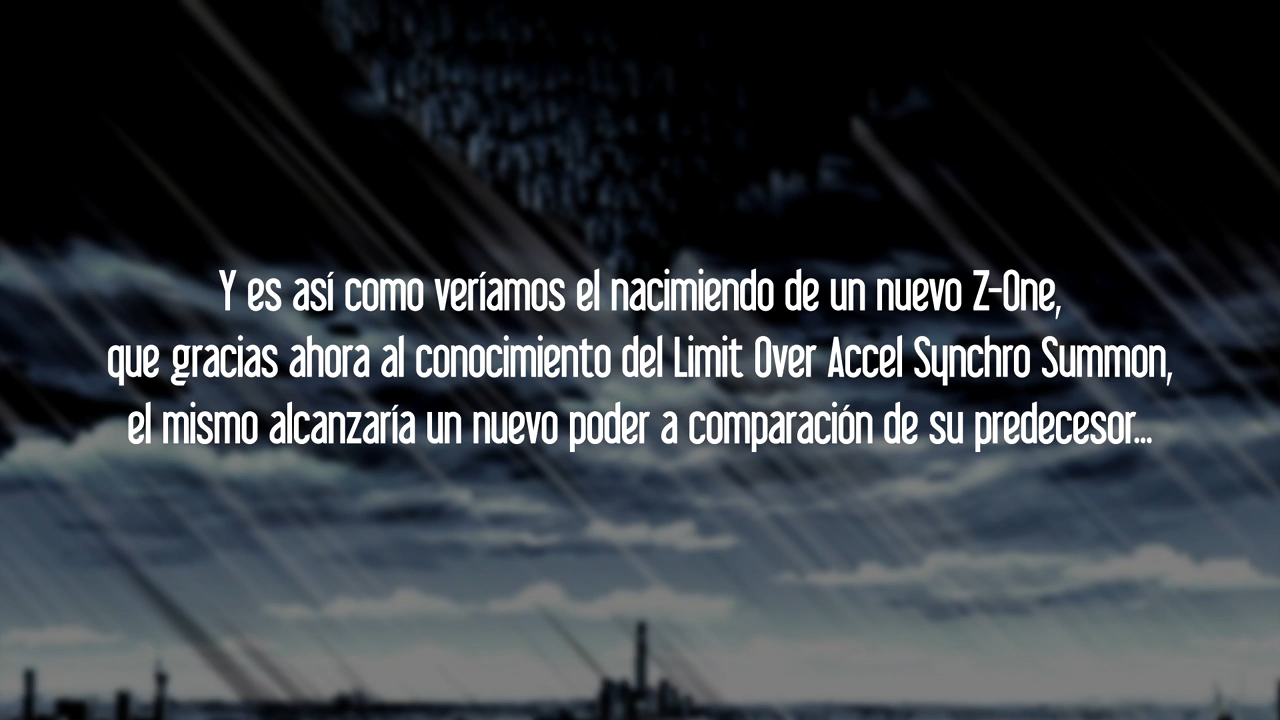 Y es así como veríamos el nacimiendo de un nuevo Z-One,
que gracias ahora al conocimiento del Limit Over Accel Synchro Summon,
el mismo alcanzaría un nuevo poder a comparación de su predecesor...